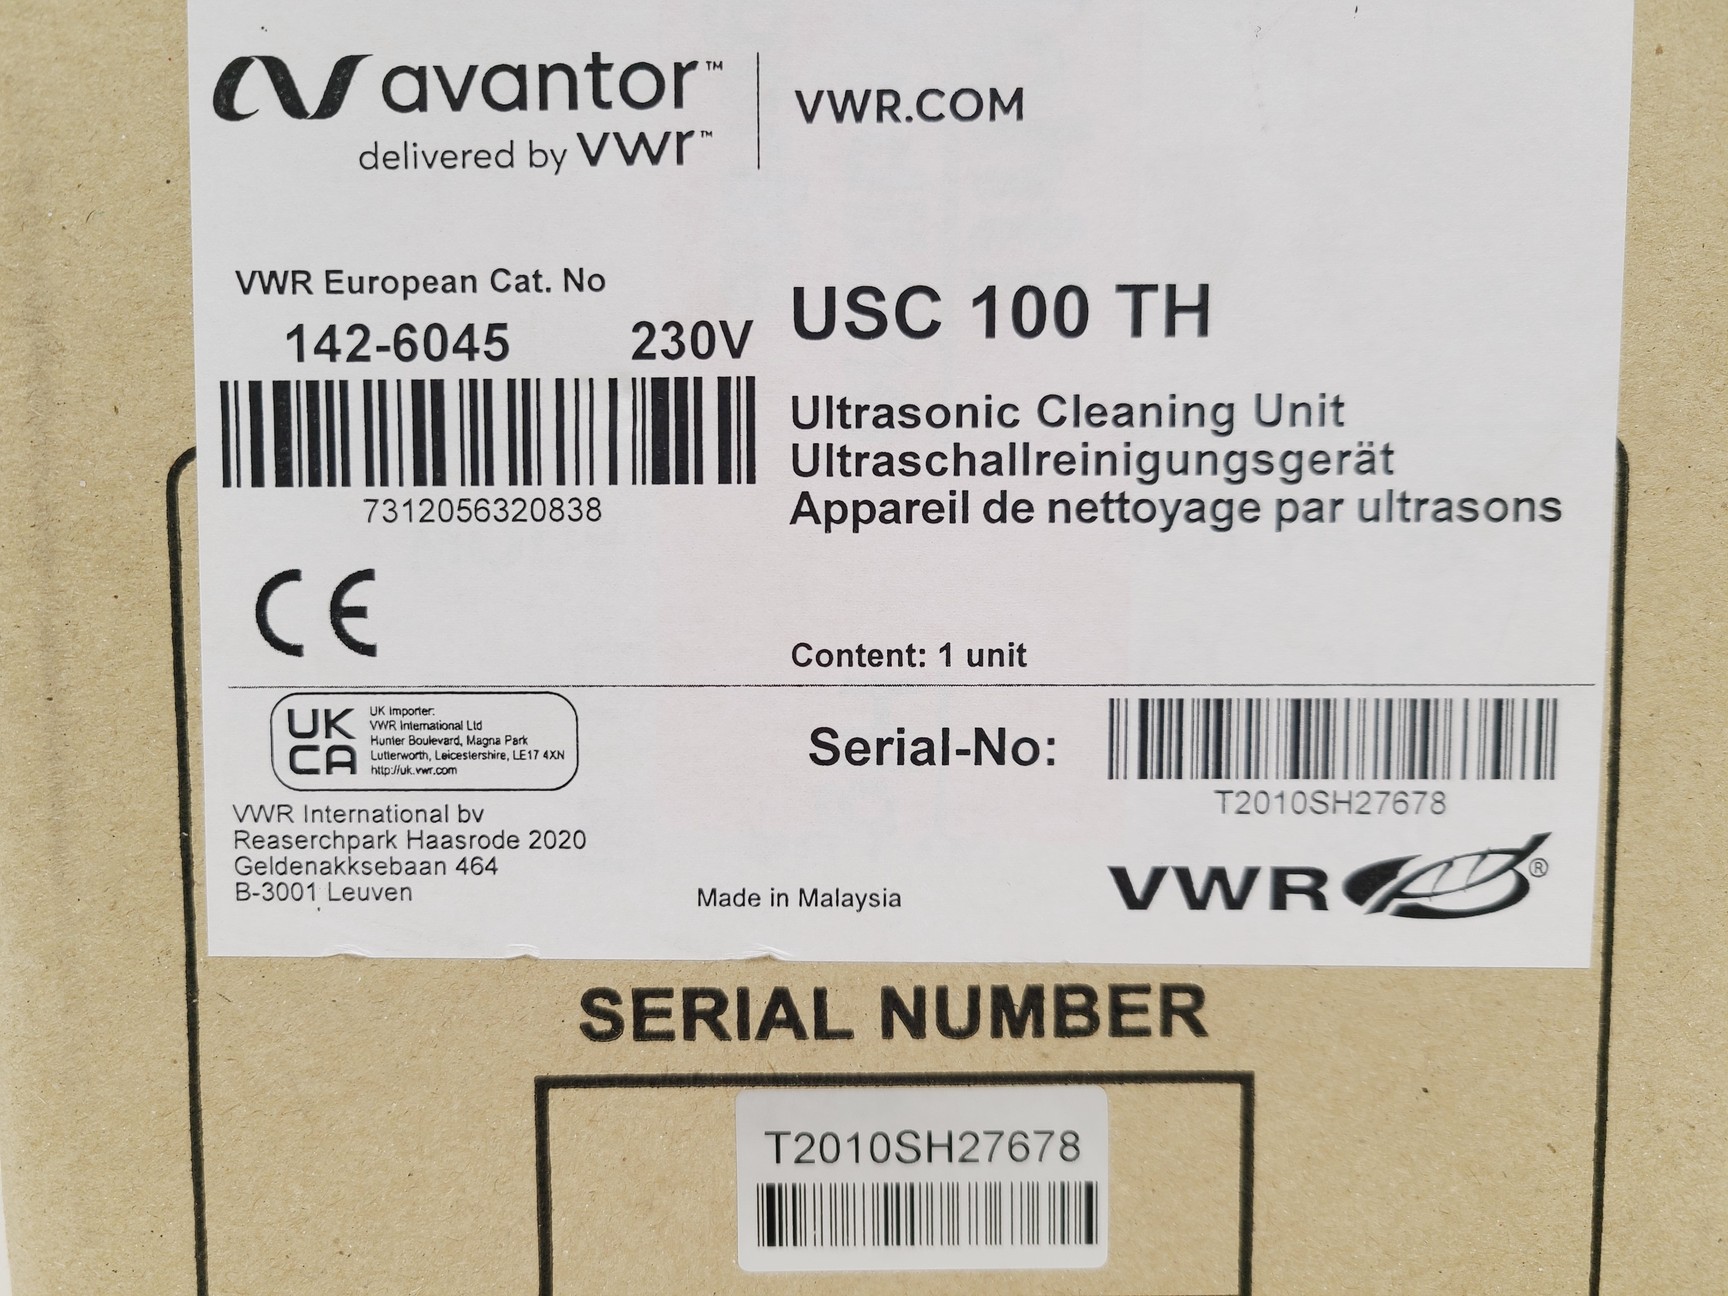 avantor™
delivered by vwr™
VWR.COM
VWR European Cat. No
142-6045 230V
7312056320838
USC 100 TH
Ultrasonic Cleaning Unit
Ultraschallreinigungsgerät
Appareil de nettoyage par ultrasons
CE
Content: 1 unit
UK
CA
UK Importer:
VWR International Ltd
Hunter Boulevard, Magna Park
Lutterworth, Leicestershire, LE17 4XN
http://uk.vwr.com
Serial-No:
T2010SH27678
VWR International bv
Reaserchpark Haasrode 2020
Geldenakksebaan 464
B-3001 Leuven
Made in Malaysia
VWR®
SERIAL NUMBER
T2010SH27678